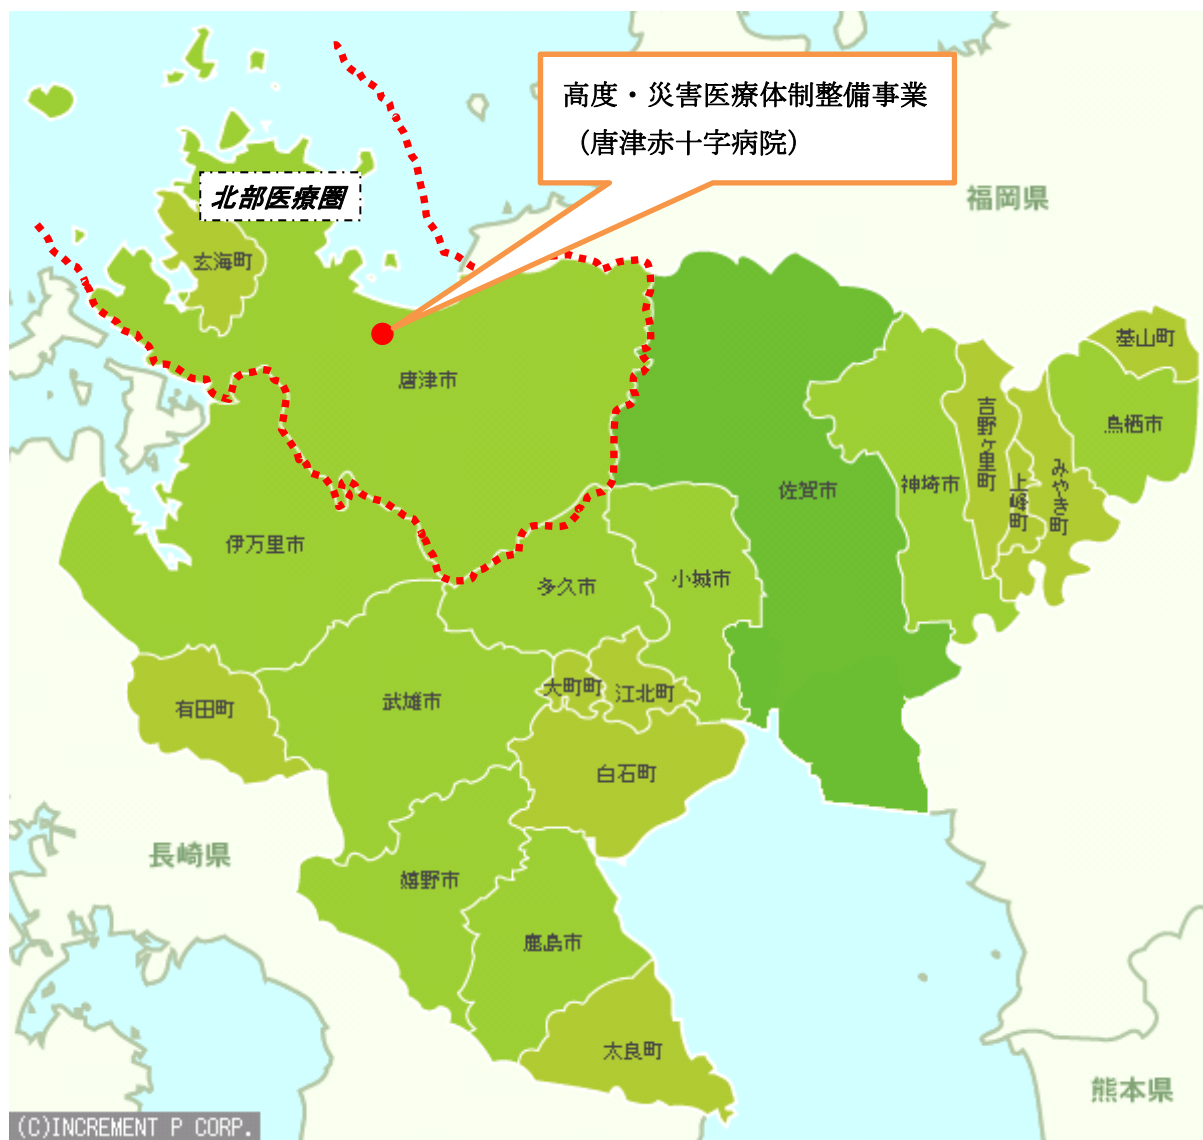 高度・災害医療体制整備事業
（唐津赤十字病院）
北部医療圏
福岡県
玄海町
基山町
唐津市
吉野ヶ里町
鳥栖市
佐賀市
神埼市
上峰町
みやき町
伊万里市
多久市
小城市
大町町
江北町
有田町
武雄市
白石町
長崎県
嬉野市
鹿島市
太良町
熊本県
(C)INCREMENT P CORP.